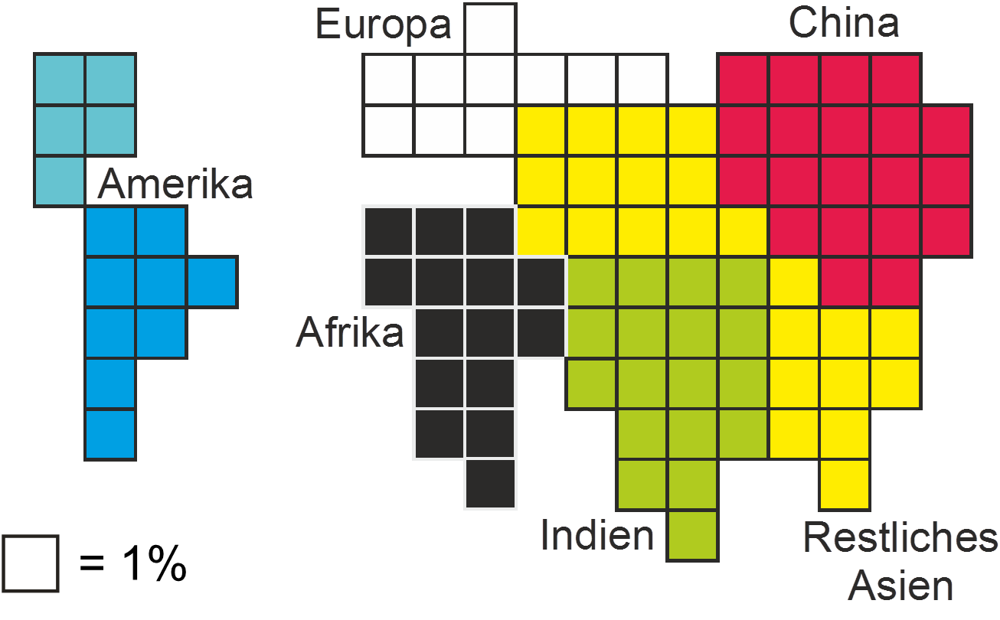 Europa
China
Amerika
Afrika
Indien
Restliches
Asien
= 1%